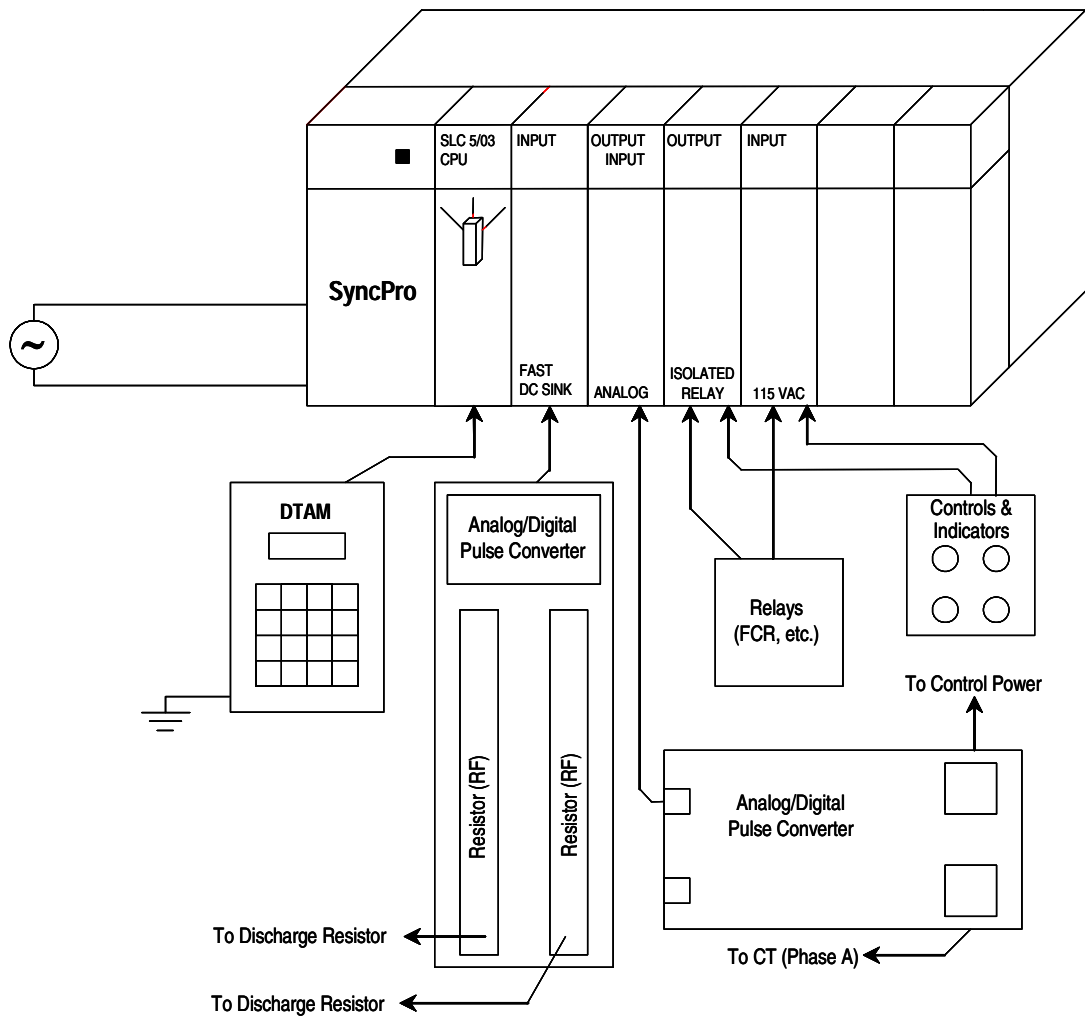 SLC 5/03
CPU
INPUT
OUTPUT
INPUT
OUTPUT
INPUT
SyncPro
~
FAST
DC SINK
ANALOG
ISOLATED
RELAY
115 VAC
DTAM
Analog/Digital
Pulse Converter
Resistor (RF)
Resistor (RF)
Relays
(FCR, etc.)
Controls &
Indicators
To Control Power
Analog/Digital
Pulse Converter
To Discharge Resistor
To CT (Phase A)
To Discharge Resistor